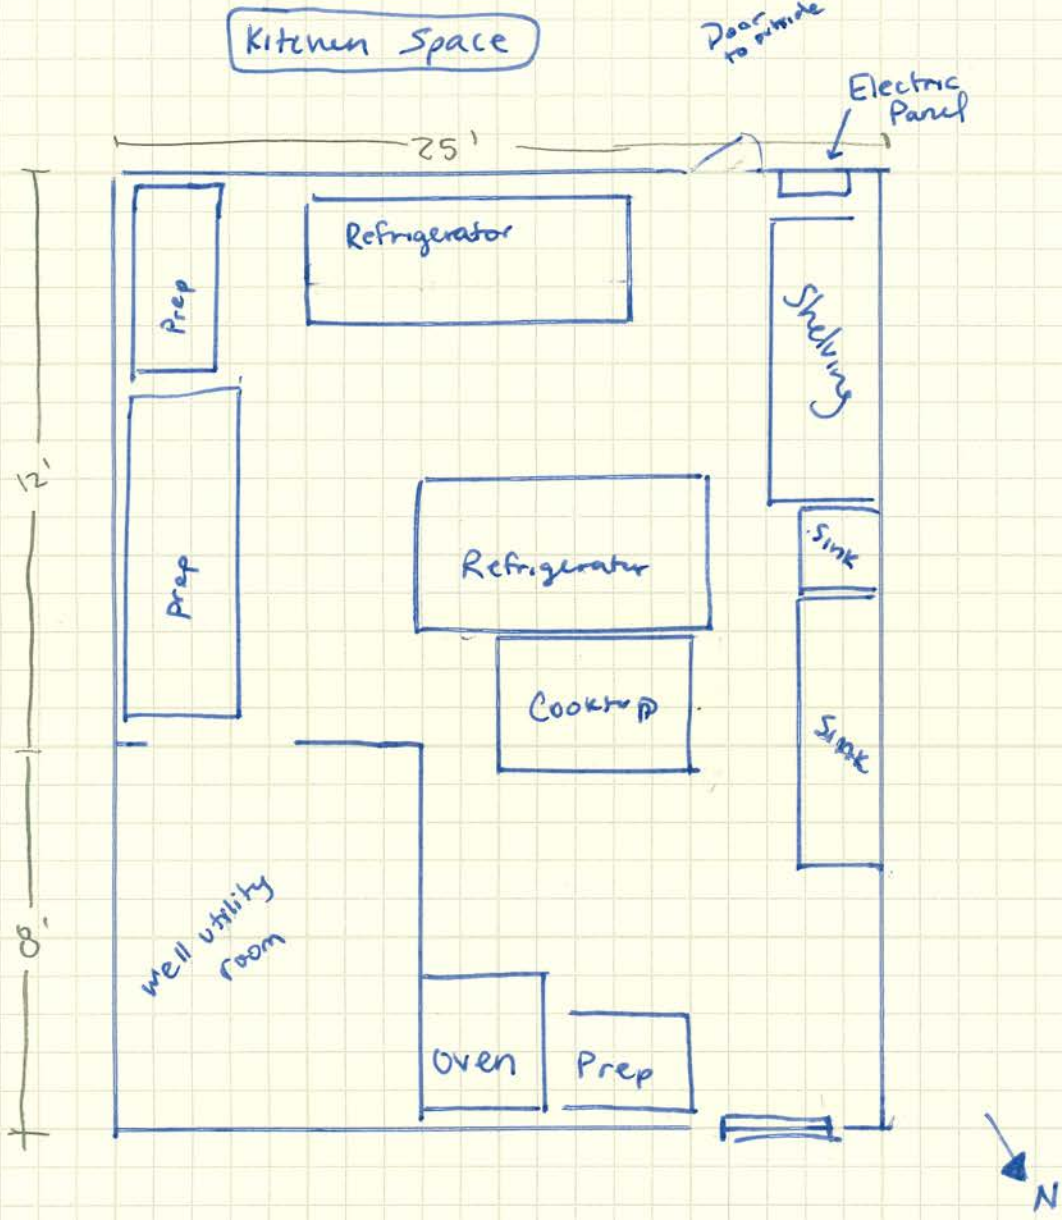 Kitchen Space
Door
to outside
Electric
Panel
25'
Refrigerator
Prep
Shelving
12'
Sink
Refrigerator
Prep
Cooktop
Sink
well utility
room
8'
oven
Prep
N